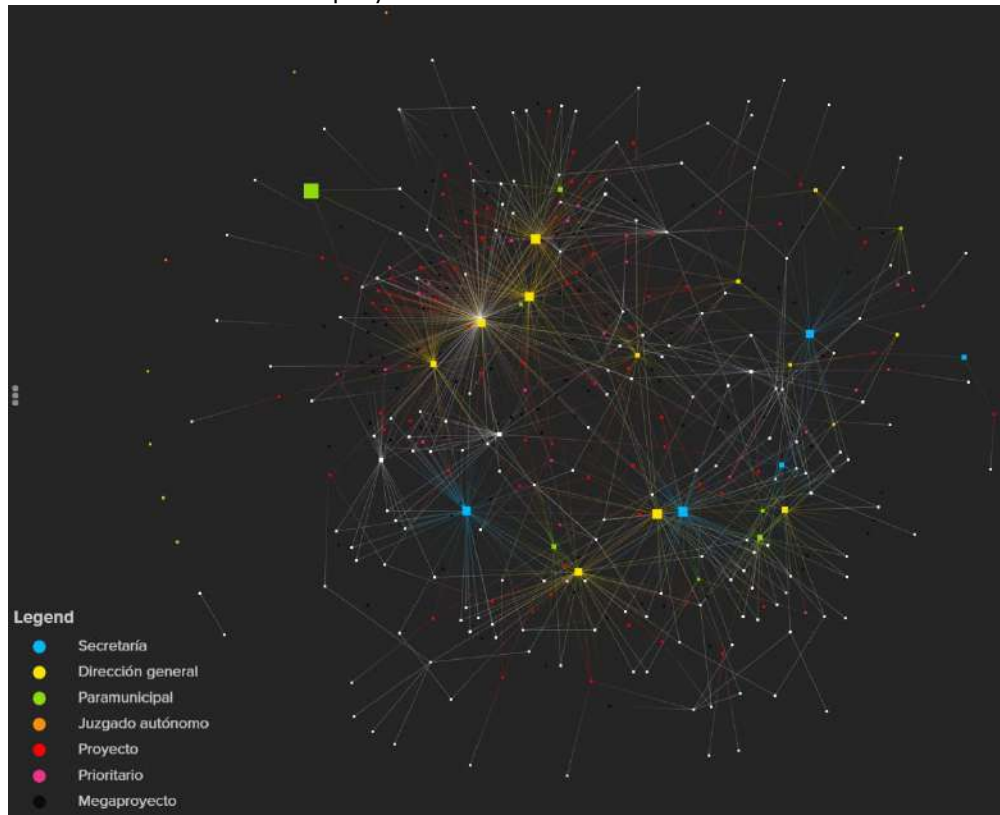 Legend
Secretaría
Dirección general
Paramunicipal
Juzgado autónomo
Proyecto
Prioritario
Megaproyecto